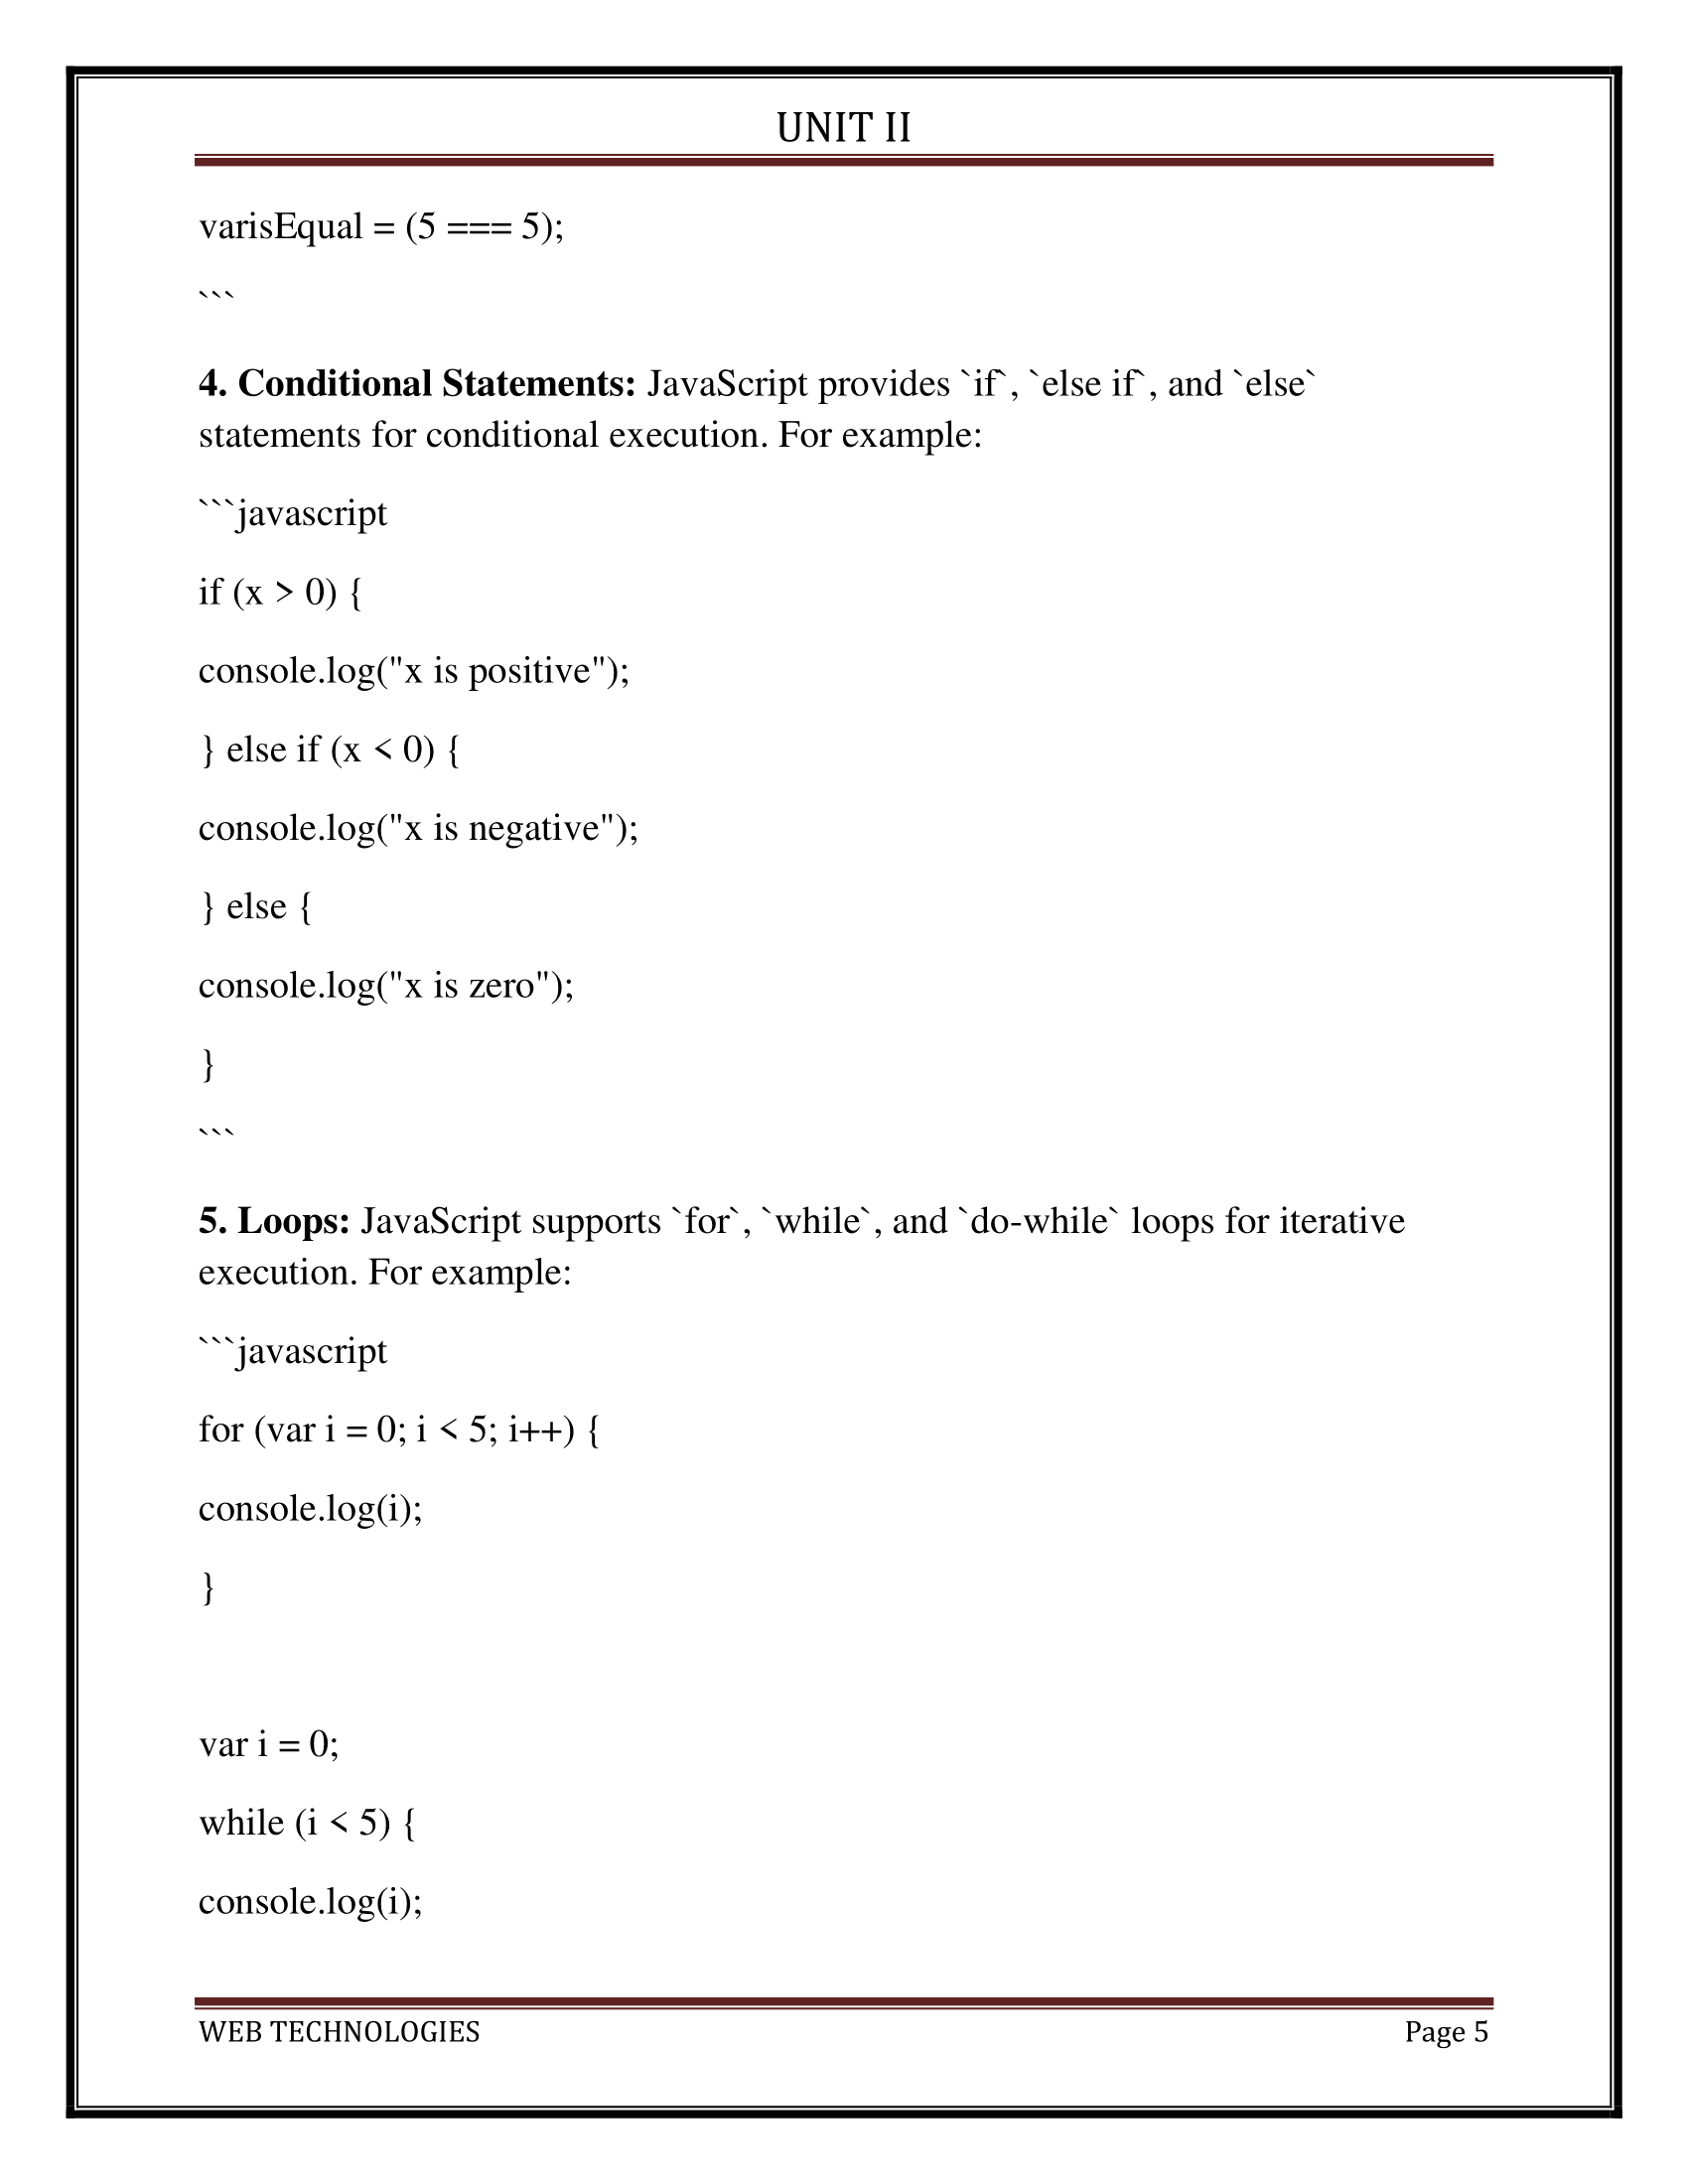 UNIT II
varisEqual = (5 === 5);
```
4. Conditional Statements: JavaScript provides `if`, `else if`, and `else`
statements for conditional execution. For example:
```javascript
if (x > 0) {
console.log("x is positive");
} else if (x < 0) {
console.log("x is negative");
} else {
console.log("x is zero");
}
```
5. Loops: JavaScript supports `for`, `while`, and `do-while` loops for iterative
execution. For example:
```javascript
for (var i = 0; i < 5; i++) {
console.log(i);
}
var i = 0;
while (i < 5) {
console.log(i);
WEB TECHNOLOGIES Page 5